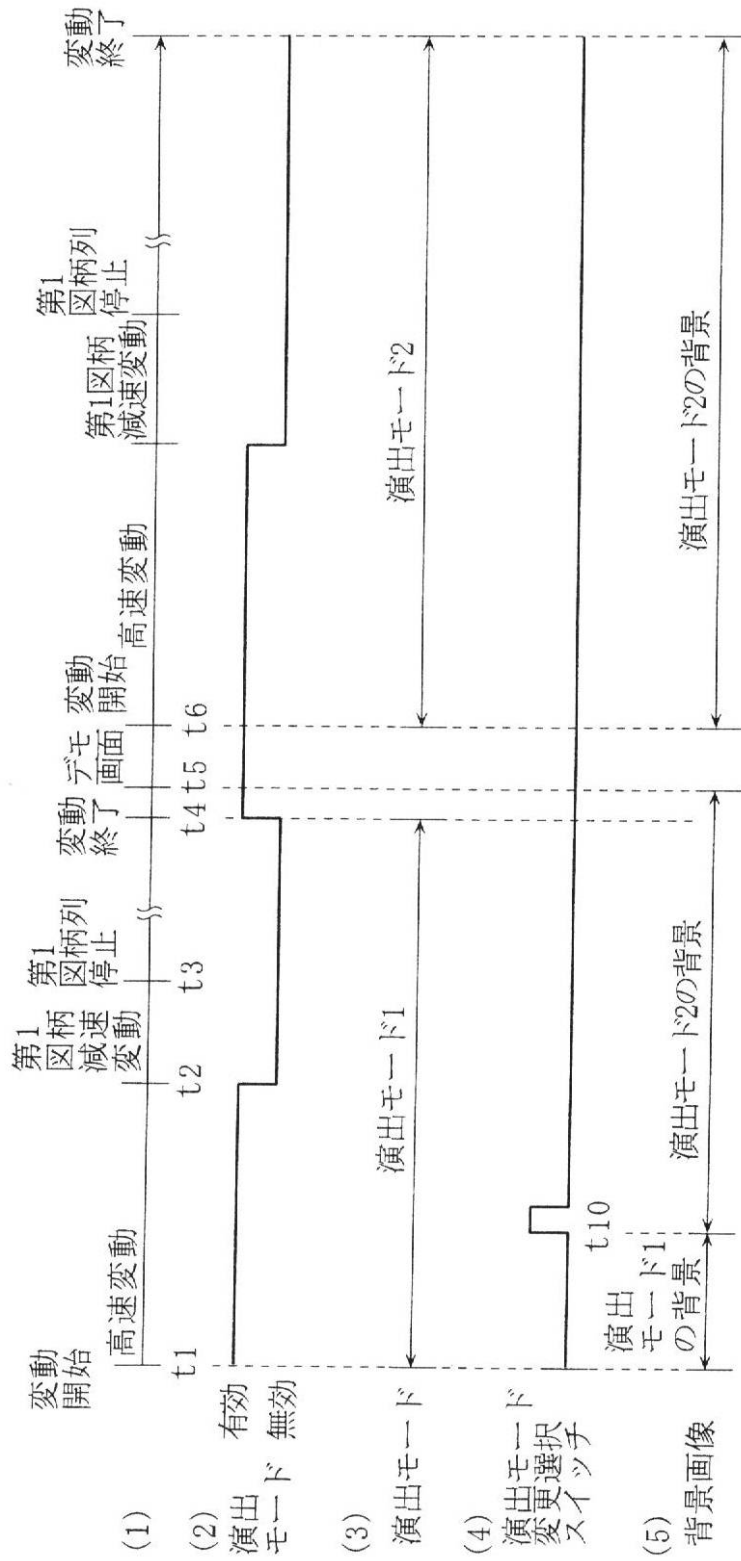 (1)
変動
開始
高速変動
第1
図柄
減速
変動
第1
図柄列
停止
変動
終了
デモ
画面
変動
開始
高速変動
第1図柄
減速変動
第1
図柄列
停止
変動
終了
t1
t2
t3
t4
t5
t6
(2)
演出
モード
有効
無効
(3)
演出モード
演出モード1
演出モード2
(4)
演出モード
変更選択
スイッチ
t10
(5)
背景画像
演出
モード1
の背景
演出モード2の背景
演出モード2の背景